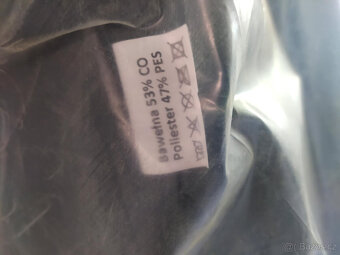 Bawełna 53% CO
Poliester 47% PES